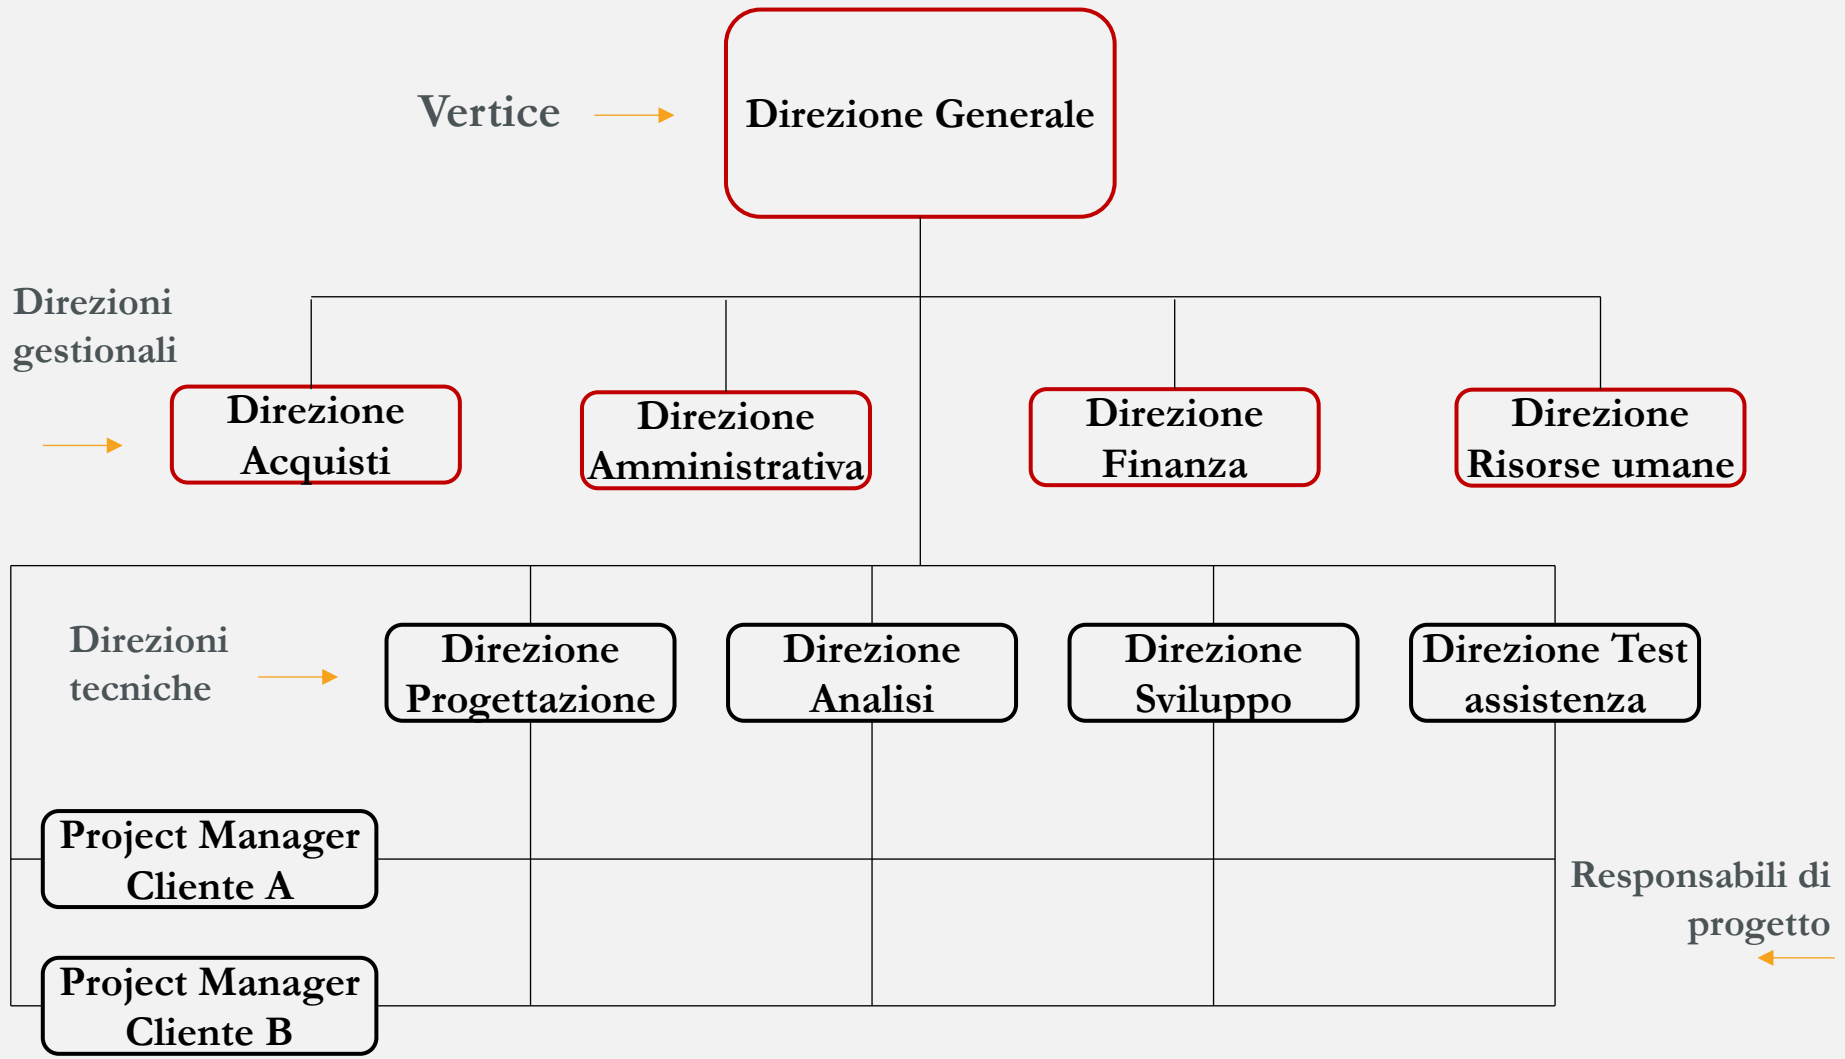 Vertice
Direzione Generale
Direzioni
gestionali
Direzione
Acquisti
Direzione
Amministrativa
Direzione
Finanza
Direzione
Risorse umane
Direzioni
tecniche
Direzione
Progettazione
Direzione
Analisi
Direzione
Sviluppo
Direzione Test
assistenza
Project Manager
Cliente A
Responsabili di
progetto
Project Manager
Cliente B